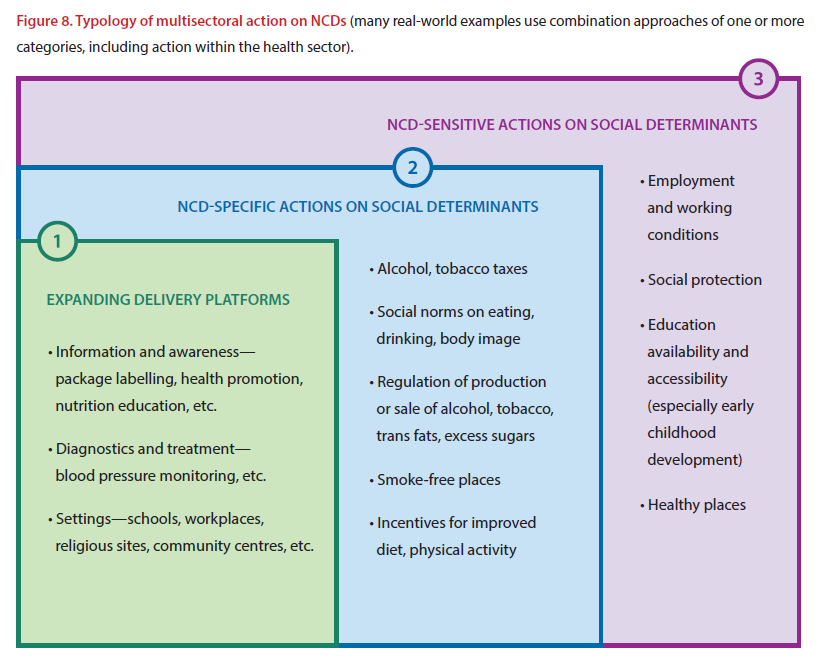 Figure 8. Typology of multisectoral action on NCDs (many real-world examples use combination approaches of one or more
categories, including action within the health sector).
3
NCD-SENSITIVE ACTIONS ON SOCIAL DETERMINANTS
2
NCD-SPECIFIC ACTIONS ON SOCIAL DETERMINANTS
1
EXPANDING DELIVERY PLATFORMS
• Information and awareness—
package labelling, health promotion,
nutrition education, etc.
• Diagnostics and treatment—
blood pressure monitoring, etc.
• Settings—schools, workplaces,
religious sites, community centres, etc.
• Alcohol, tobacco taxes
• Social norms on eating,
drinking, body image
• Regulation of production
or sale of alcohol, tobacco,
trans fats, excess sugars
• Smoke-free places
• Incentives for improved
diet, physical activity
• Employment
and working
conditions
• Social protection
• Education
availability and
accessibility
(especially early
childhood
development)
• Healthy places